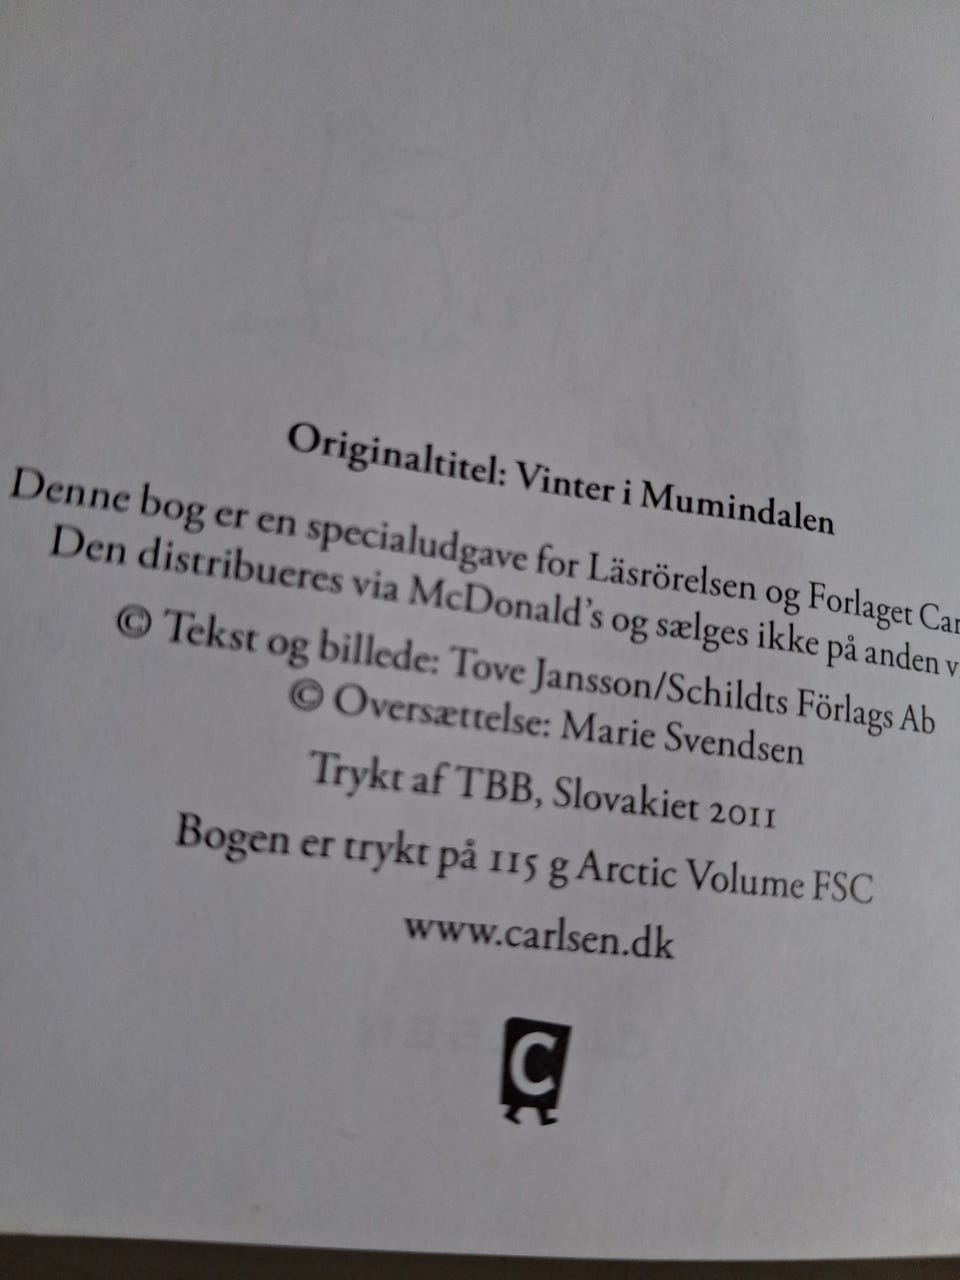 Originaltitel: Vinter i Mumindalen
Denne bog er en specialudgave for Läsrörelsen og Forlaget
Den distribueres via McDonald's og sælges ikke på anden
© Tekst og billede: Tove Jansson/Schildts Förlags Ab
© Oversættelse: Marie Svendsen
Trykt af TBB, Slovakiet 2011
Bogen er trykt på 115 g Arctic Volume FSC
www.carlsen.dk
C